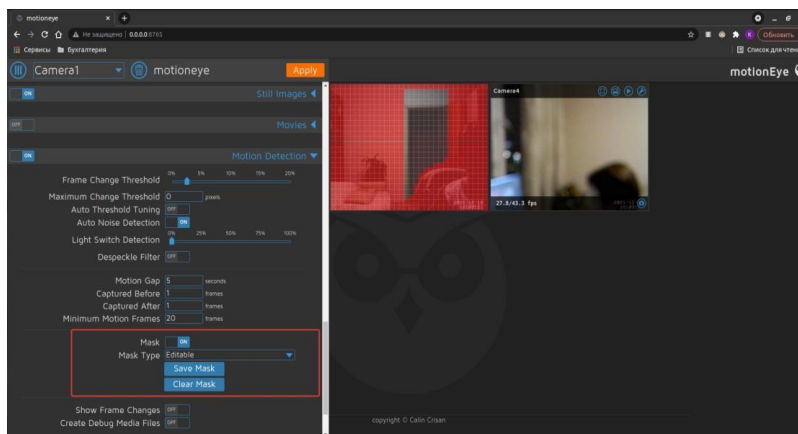 motioneye
Не защищено 0.0.0.0:8765
Обновить
Сервисы Бухгалтерия
Список для чтен
Camera1 motioneye Apply
motionEye
ON Still Images
OFF Movies
ON Motion Detection
Camera4
0% 5% 10% 15% 20%
Frame Change Threshold
Maximum Change Threshold 0 pixels
Auto Threshold Tuning OFF
Auto Noise Detection ON
0% 25% 50% 75% 100%
Light Switch Detection
Despeckle Filter OFF
27.8/43.3 fps
Motion Gap 5 seconds
Captured Before 1 frames
Captured After 1 frames
Minimum Motion Frames 20 frames
Mask ON
Mask Type Editable
Save Mask
Clear Mask
Show Frame Changes OFF
Create Debug Media Files OFF
copyright © Calin Crisan